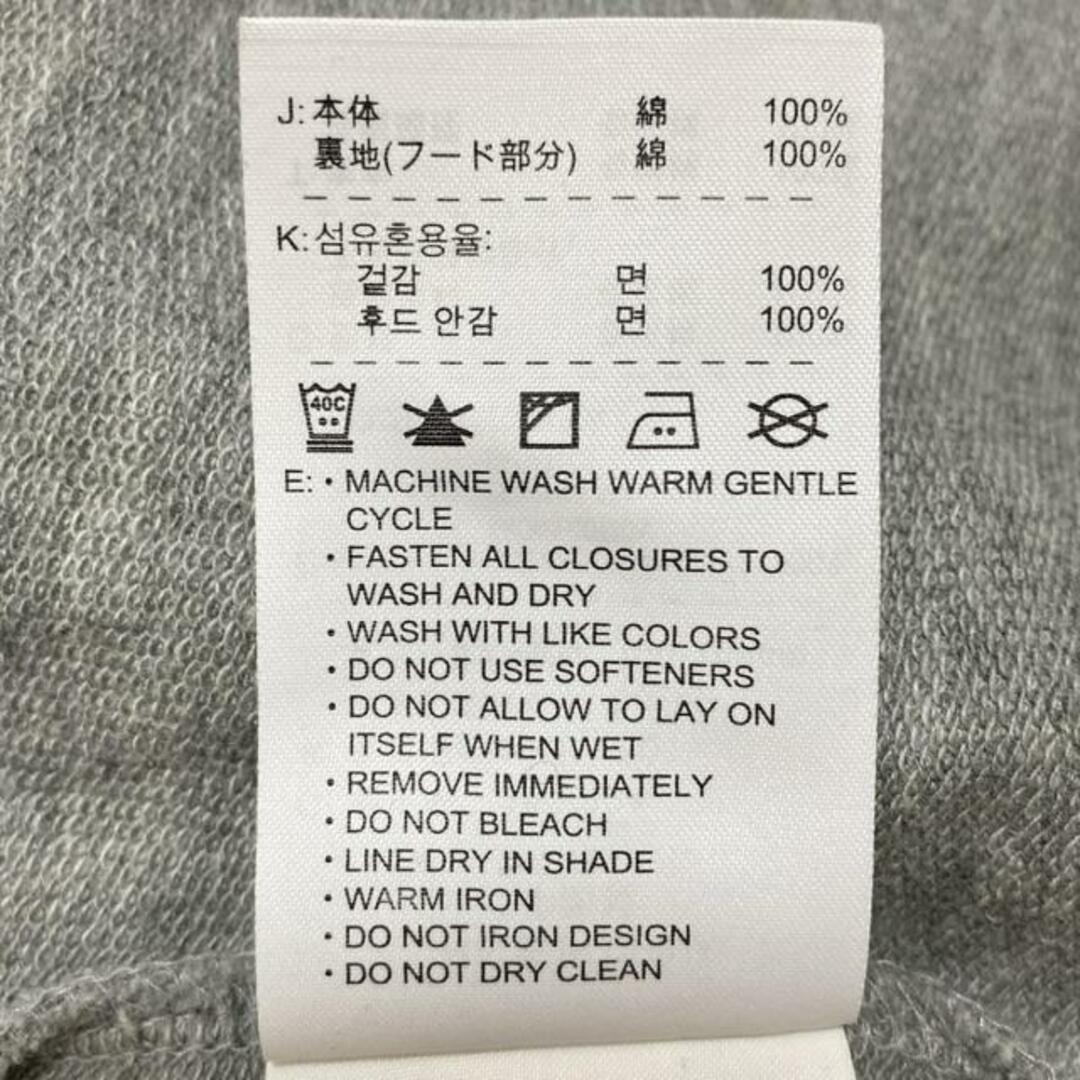 J: 本体 綿 100%
裏地(フード部分) 綿 100%
K: 섬유혼용율:
겉감 면 100%
후드 안감 면 100%
40C
E: • MACHINE WASH WARM GENTLE
CYCLE
• FASTEN ALL CLOSURES TO
WASH AND DRY
• WASH WITH LIKE COLORS
• DO NOT USE SOFTENERS
• DO NOT ALLOW TO LAY ON
ITSELF WHEN WET
• REMOVE IMMEDIATELY
• DO NOT BLEACH
• LINE DRY IN SHADE
• WARM IRON
• DO NOT IRON DESIGN
• DO NOT DRY CLEAN